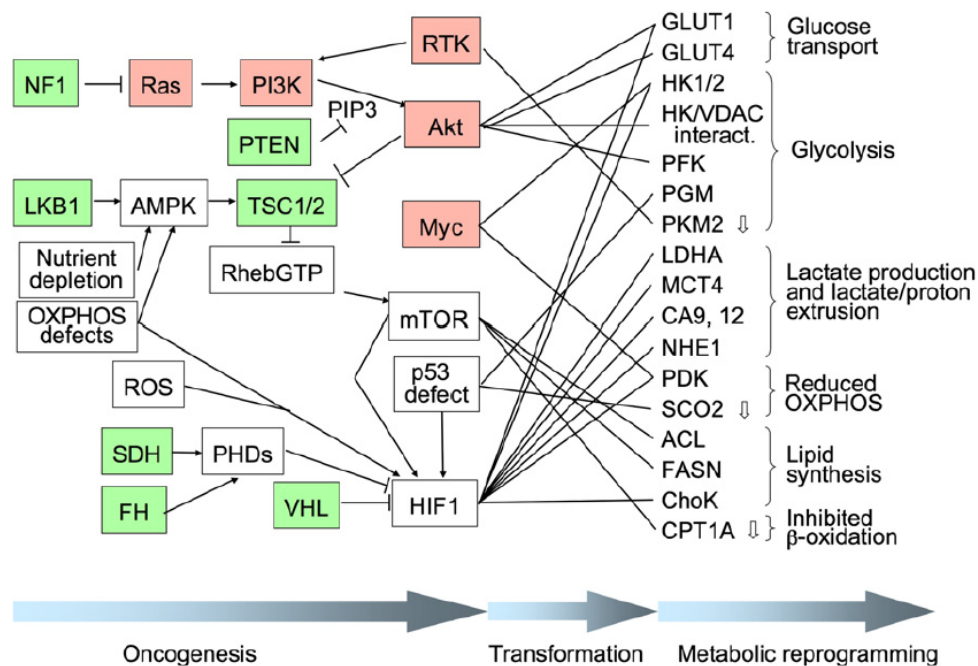 GLUT1
Glucose
RTK
transport
GLUT4
NF1
Ras
PI3K
HK1/2
PIP3
HK/VDAC
Akt
interact.
PTEN
Glycolysis
PFK
PGM
LKB1
AMPK
TSC1/2
Myc
PKM2 ⇩
Nutrient
depletion
RhebGTP
LDHA
Lactate production
MCT4
and lactate/proton
extrusion
OXPHOS
defects
mTOR
CA9, 12
NHE1
p53
defect
ROS
PDK
Reduced
OXPHOS
SCO2 ⇩
ACL
SDH
PHDs
Lipid
synthesis
FASN
FH
VHL
HIF1
ChoK
CPT1A ⇩
Inhibited
β-oxidation
Oncogenesis
Transformation
Metabolic reprogramming